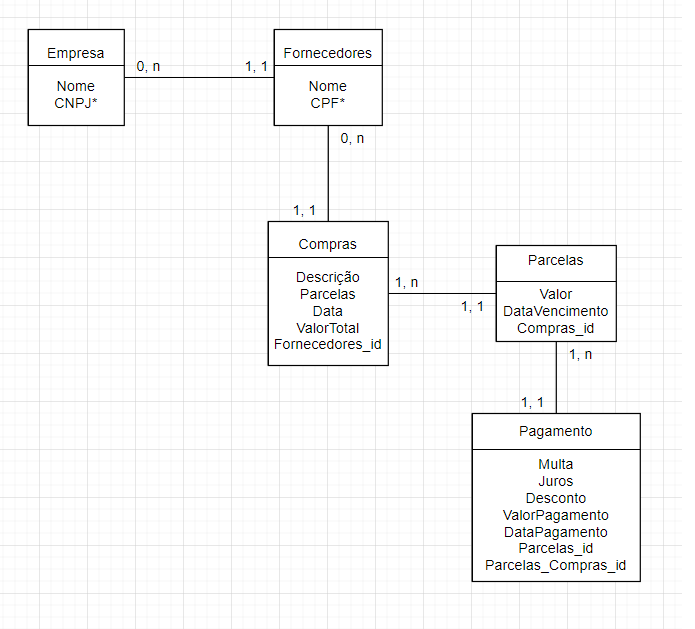 Empresa
Nome
CNPJ*
0, n
1, 1
Fornecedores
Nome
CPF*
0, n
1, 1
Compras
Descrição
Parcelas
Data
ValorTotal
Fornecedores_id
1, n
1, 1
Parcelas
Valor
DataVencimento
Compras_id
1, n
1, 1
Pagamento
Multa
Juros
Desconto
ValorPagamento
DataPagamento
Parcelas_id
Parcelas_Compras_id